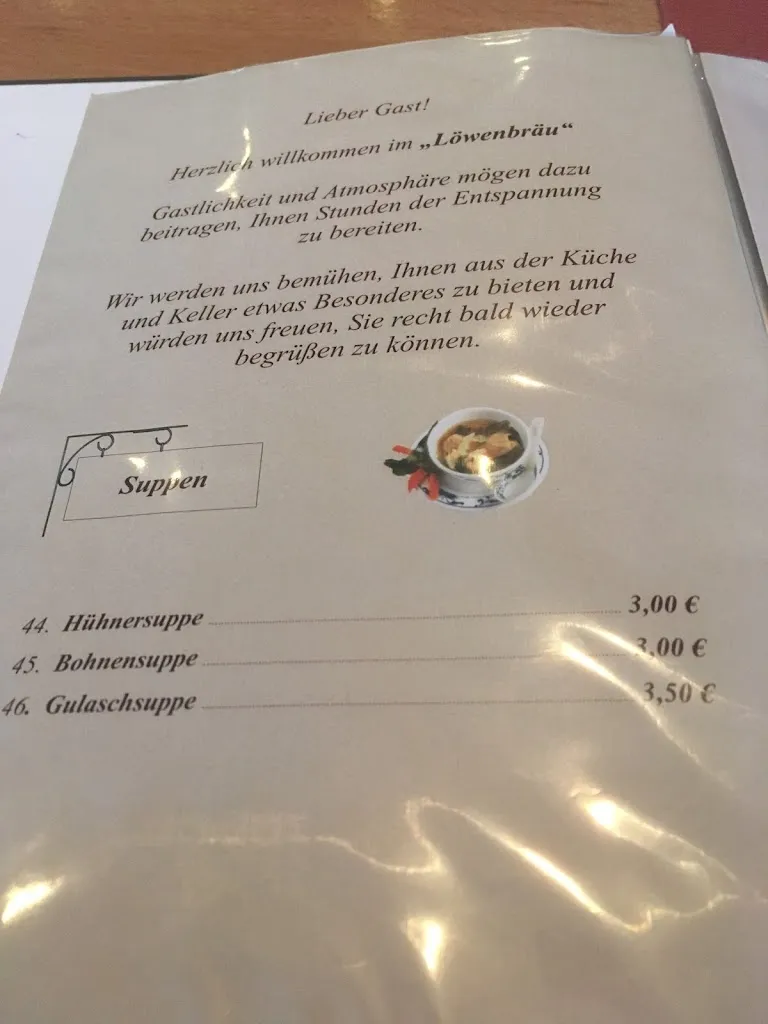 Lieber Gast!
Herzlich willkommen im „Löwenbräu“
Gastlichkeit und Atmosphäre mögen dazu
beitragen, Ihnen Stunden der Entspannung
zu bereiten.
Wir werden uns bemühen, Ihnen aus der Küche
und Keller etwas Besonderes zu bieten und
würden uns freuen, Sie recht bald wieder
begrüßen zu können.
Suppen
44. Hühnersuppe 3,00 €
45. Bohnensuppe 3,00 €
46. Gulaschsuppe 3,50 €